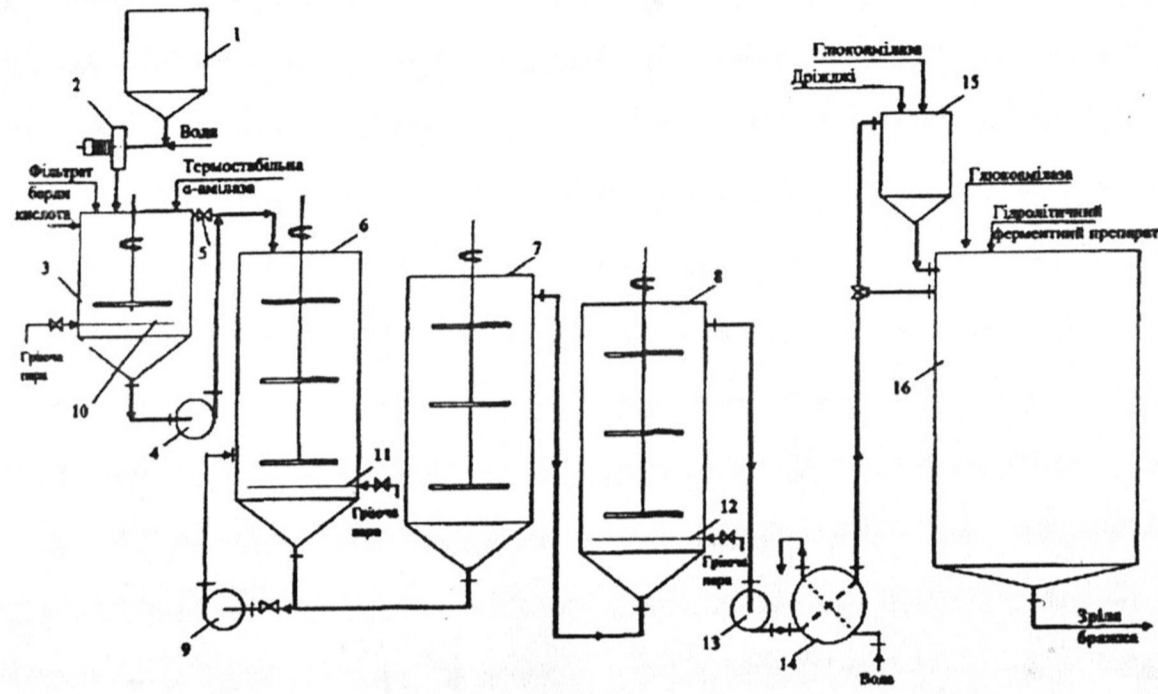 1
2
Вода
Фільтрат
барди
кислота
Термостабільна
α-амілаза
3
5
6
7
8
Глюкоамілаза
Дріжджі
15
Глюкоамілаза
Гідролітичний
ферментний препарат
Гріюча
пара
10
4
11
Гріюча
пара
12
Гріюча
пара
16
9
13
14
Вода
Зріла
бражка